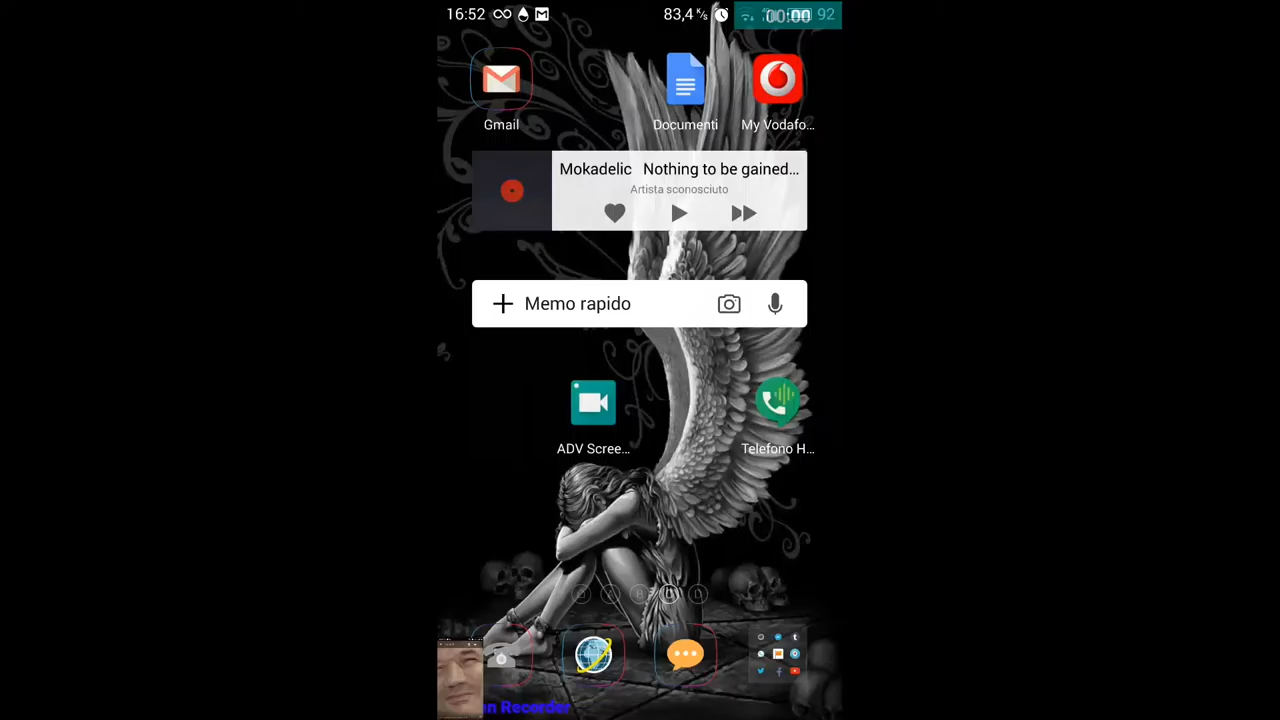 16:52 83,4 K/s 00:00 92
Gmail Documenti My Vodafo...
Mokadelic Nothing to be gained...
Artista sconosciuto
Memo rapido
ADV Scree... Telefono H...
n Recorder